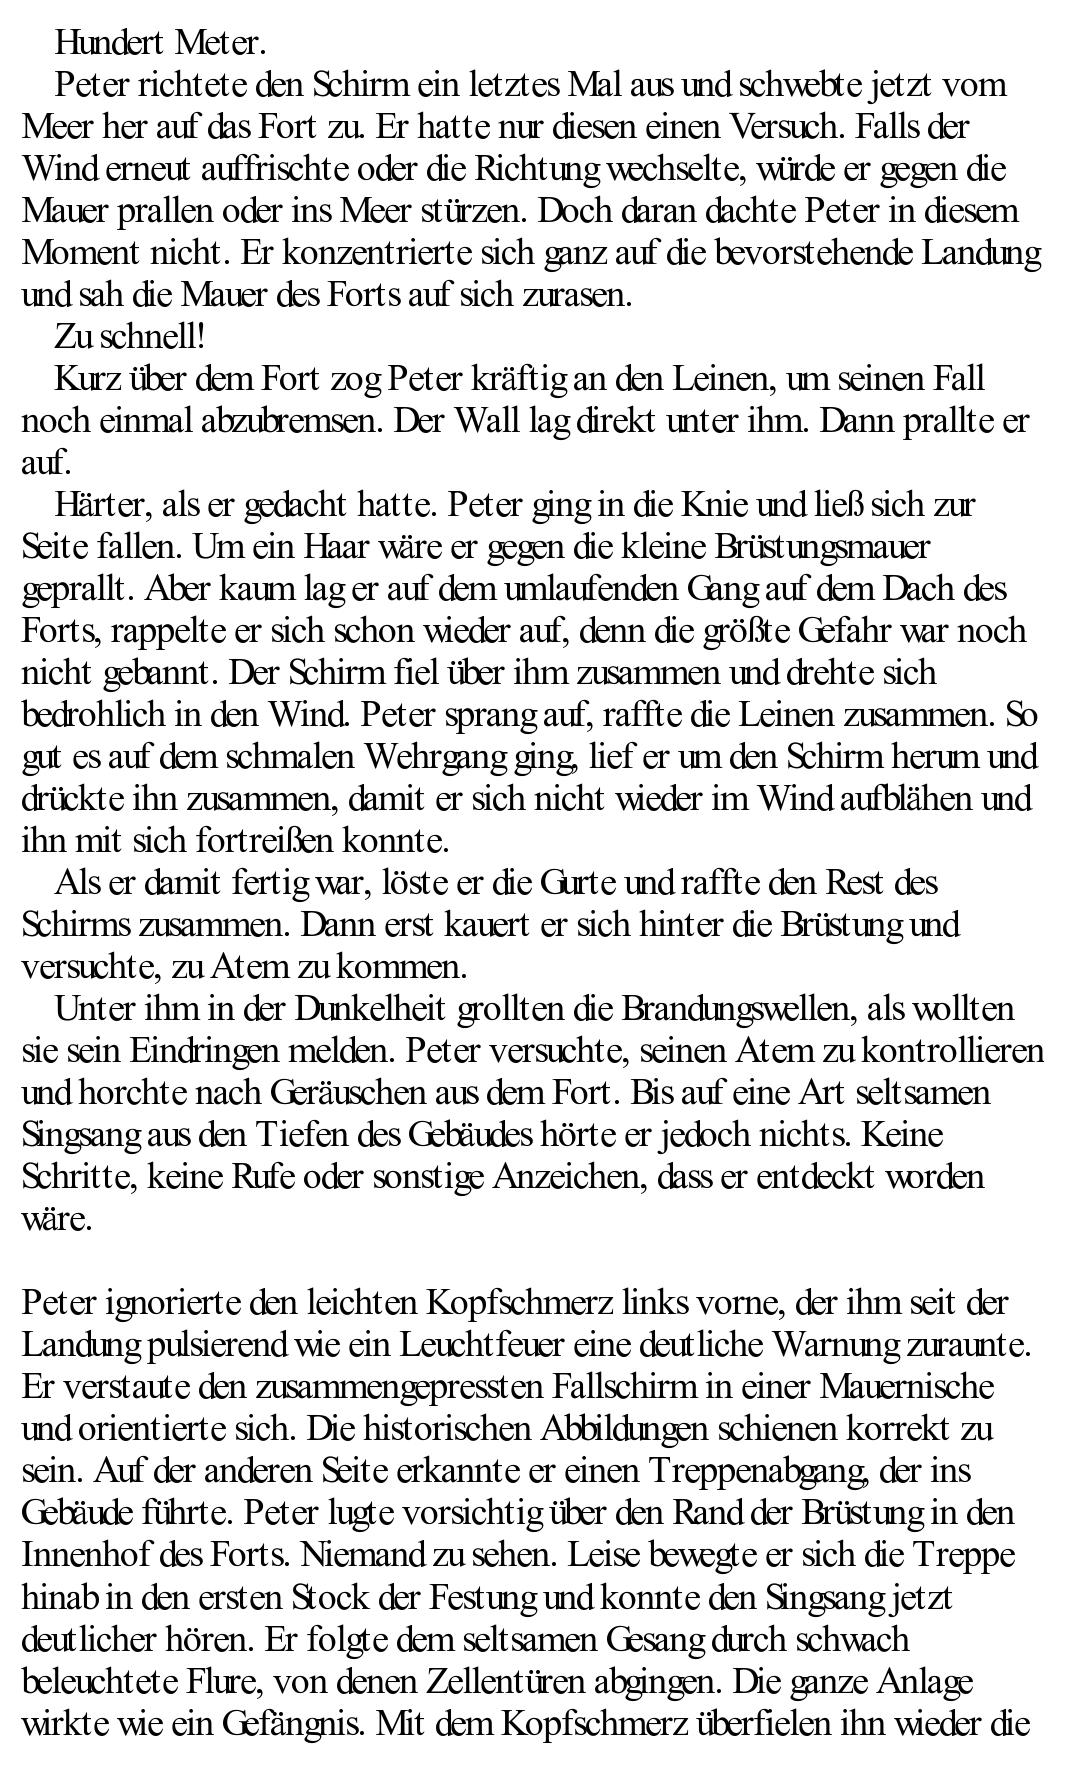 Hundert Meter.
Peter richtete den Schirm ein letztes Mal aus und schwebte jetzt vom
Meer her auf das Fort zu. Er hatte nur diesen einen Versuch. Falls der
Wind erneut auffrischte oder die Richtung wechselte, würde er gegen die
Mauer prallen oder ins Meer stürzen. Doch daran dachte Peter in diesem
Moment nicht. Er konzentrierte sich ganz auf die bevorstehende Landung
und sah die Mauer des Forts auf sich zurasen.
Zu schnell!
Kurz über dem Fort zog Peter kräftig an den Leinen, um seinen Fall
noch einmal abzubremsen. Der Wall lag direkt unter ihm. Dann prallte er
auf.
Härter, als er gedacht hatte. Peter ging in die Knie und ließ sich zur
Seite fallen. Um ein Haar wäre er gegen die kleine Brüstungsmauer
geprallt. Aber kaum lag er auf dem umlaufenden Gang auf dem Dach des
Forts, rappelte er sich schon wieder auf, denn die größte Gefahr war noch
nicht gebannt. Der Schirm fiel über ihm zusammen und drehte sich
bedrohlich in den Wind. Peter sprang auf, raffte die Leinen zusammen. So
gut es auf dem schmalen Wehrgang ging, lief er um den Schirm herum und
drückte ihn zusammen, damit er sich nicht wieder im Wind aufblähen und
ihn mit sich fortreißen konnte.
Als er damit fertig war, löste er die Gurte und raffte den Rest des
Schirms zusammen. Dann erst kauert er sich hinter die Brüstung und
versuchte, zu Atem zu kommen.
Unter ihm in der Dunkelheit grollten die Brandungswellen, als wollten
sie sein Eindringen melden. Peter versuchte, seinen Atem zu kontrollieren
und horchte nach Geräuschen aus dem Fort. Bis auf eine Art seltsamen
Singsang aus den Tiefen des Gebäudes hörte er jedoch nichts. Keine
Schritte, keine Rufe oder sonstige Anzeichen, dass er entdeckt worden
wäre.
Peter ignorierte den leichten Kopfschmerz links vorne, der ihm seit der
Landung pulsierend wie ein Leuchtfeuer eine deutliche Warnung zuraunte.
Er verstaute den zusammengepressten Fallschirm in einer Mauernische
und orientierte sich. Die historischen Abbildungen schienen korrekt zu
sein. Auf der anderen Seite erkannte er einen Treppenabgang, der ins
Gebäude führte. Peter lugte vorsichtig über den Rand der Brüstung in den
Innenhof des Forts. Niemand zu sehen. Leise bewegte er sich die Treppe
hinab in den ersten Stock der Festung und konnte den Singsang jetzt
deutlicher hören. Er folgte dem seltsamen Gesang durch schwach
beleuchtete Flure, von denen Zellentüren abgingen. Die ganze Anlage
wirkte wie ein Gefängnis. Mit dem Kopfschmerz überfielen ihn wieder die